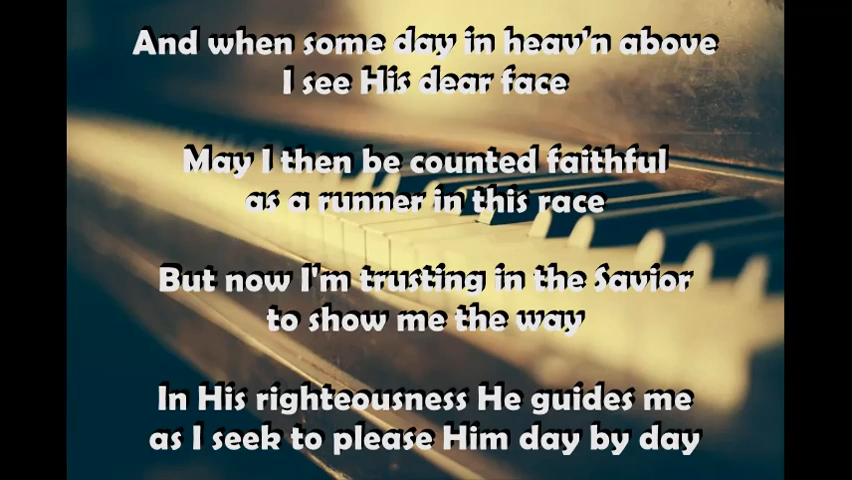 And when some day in heav'n above
I see His dear face
May I then be counted faithful
as a runner in this race
But now I'm trusting in the Savior
to show me the way
In His righteousness He guides me
as I seek to please Him day by day